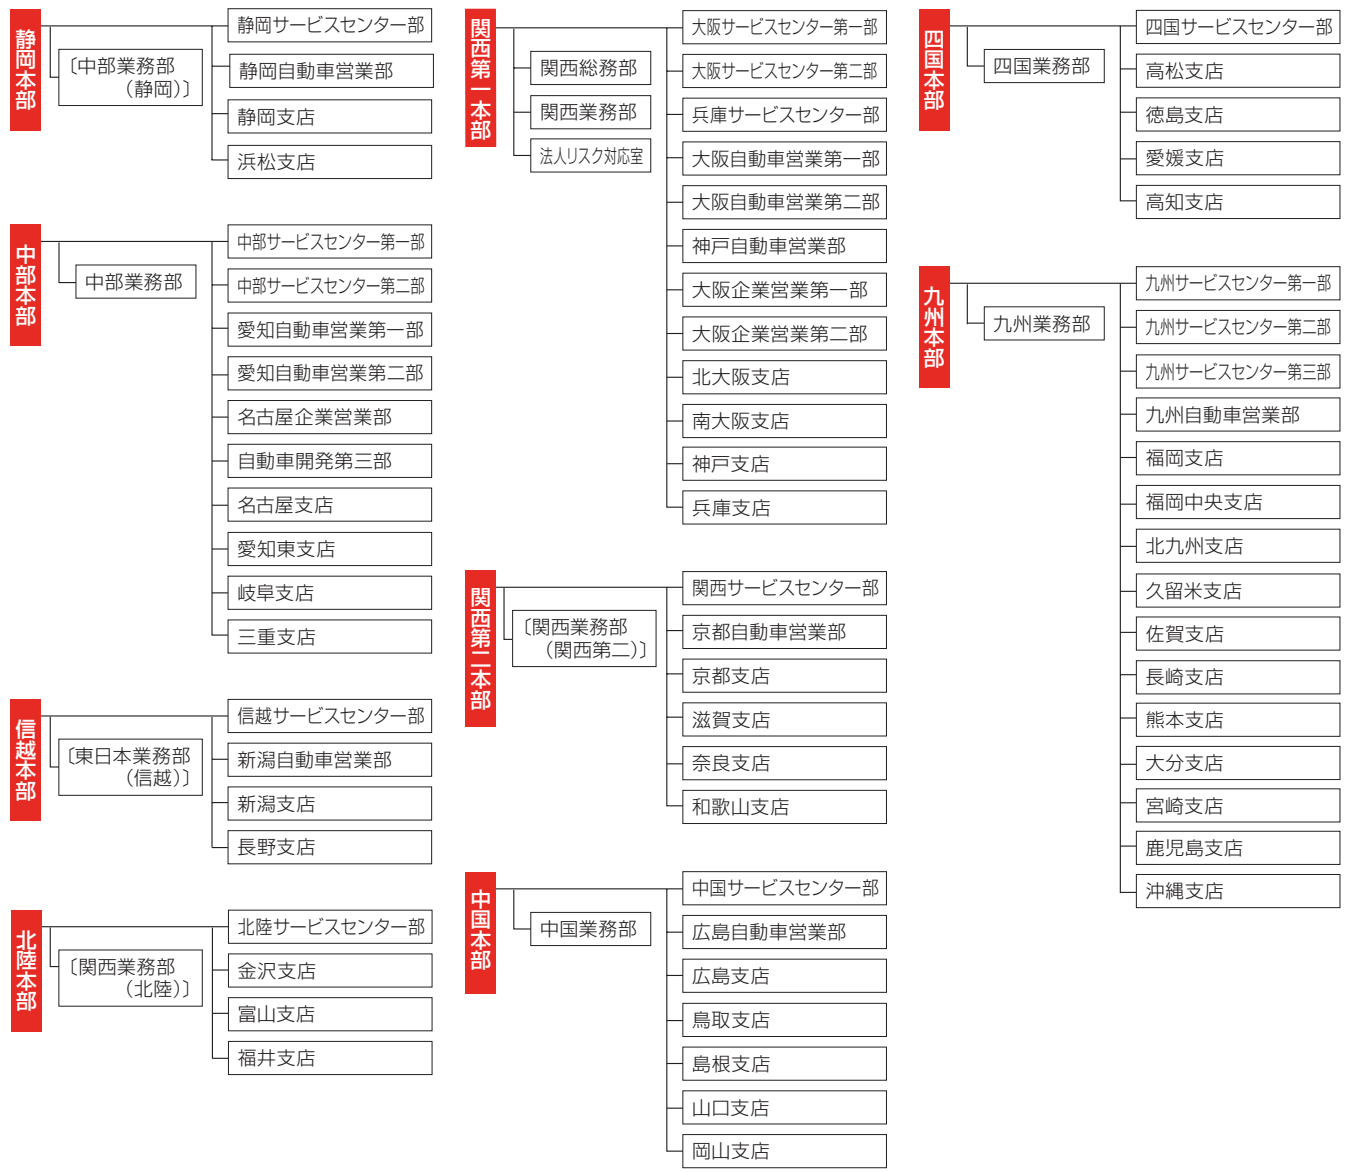 静岡本部
静岡サービスセンター部
〔中部業務部
（静岡）〕
静岡自動車営業部
静岡支店
浜松支店
中部本部
中部サービスセンター第一部
中部業務部
中部サービスセンター第二部
愛知自動車営業第一部
愛知自動車営業第二部
名古屋企業営業部
自動車開発第三部
名古屋支店
愛知東支店
岐阜支店
三重支店
信越本部
信越サービスセンター部
〔東日本業務部
（信越）〕
新潟自動車営業部
新潟支店
長野支店
北陸本部
北陸サービスセンター部
〔関西業務部
（北陸）〕
金沢支店
富山支店
福井支店
関西第一本部
大阪サービスセンター第一部
関西総務部
大阪サービスセンター第二部
関西業務部
兵庫サービスセンター部
法人リスク対応室
大阪自動車営業第一部
大阪自動車営業第二部
神戸自動車営業部
大阪企業営業第一部
大阪企業営業第二部
北大阪支店
南大阪支店
神戸支店
兵庫支店
関西第二本部
関西サービスセンター部
〔関西業務部
（関西第二）〕
京都自動車営業部
京都支店
滋賀支店
奈良支店
和歌山支店
中国本部
中国サービスセンター部
中国業務部
広島自動車営業部
広島支店
鳥取支店
島根支店
山口支店
岡山支店
四国本部
四国サービスセンター部
四国業務部
高松支店
徳島支店
愛媛支店
高知支店
九州本部
九州サービスセンター第一部
九州業務部
九州サービスセンター第二部
九州サービスセンター第三部
九州自動車営業部
福岡支店
福岡中央支店
北九州支店
久留米支店
佐賀支店
長崎支店
熊本支店
大分支店
宮崎支店
鹿児島支店
沖縄支店